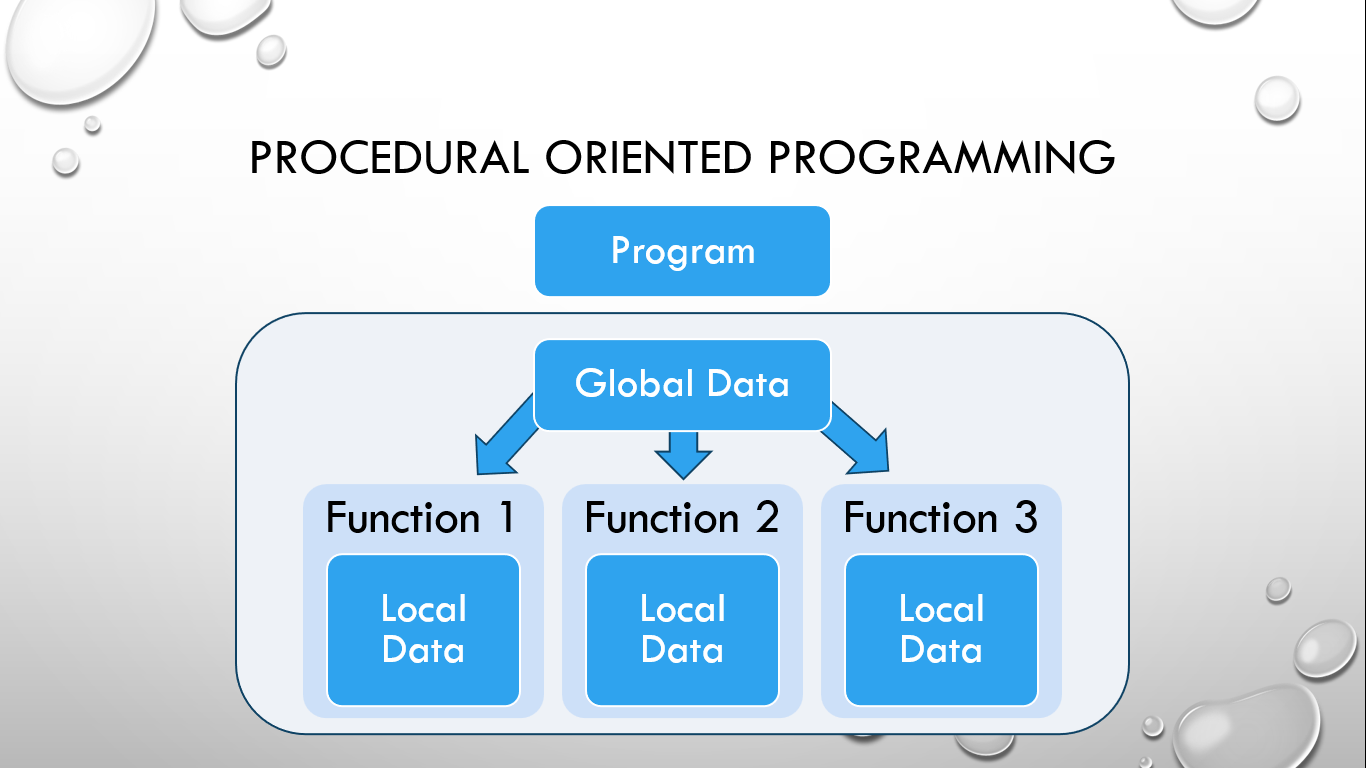 PROCEDURAL ORIENTED PROGRAMMING
Program
Global Data
Function 1
Function 2
Function 3
Local
Data
Local
Data
Local
Data